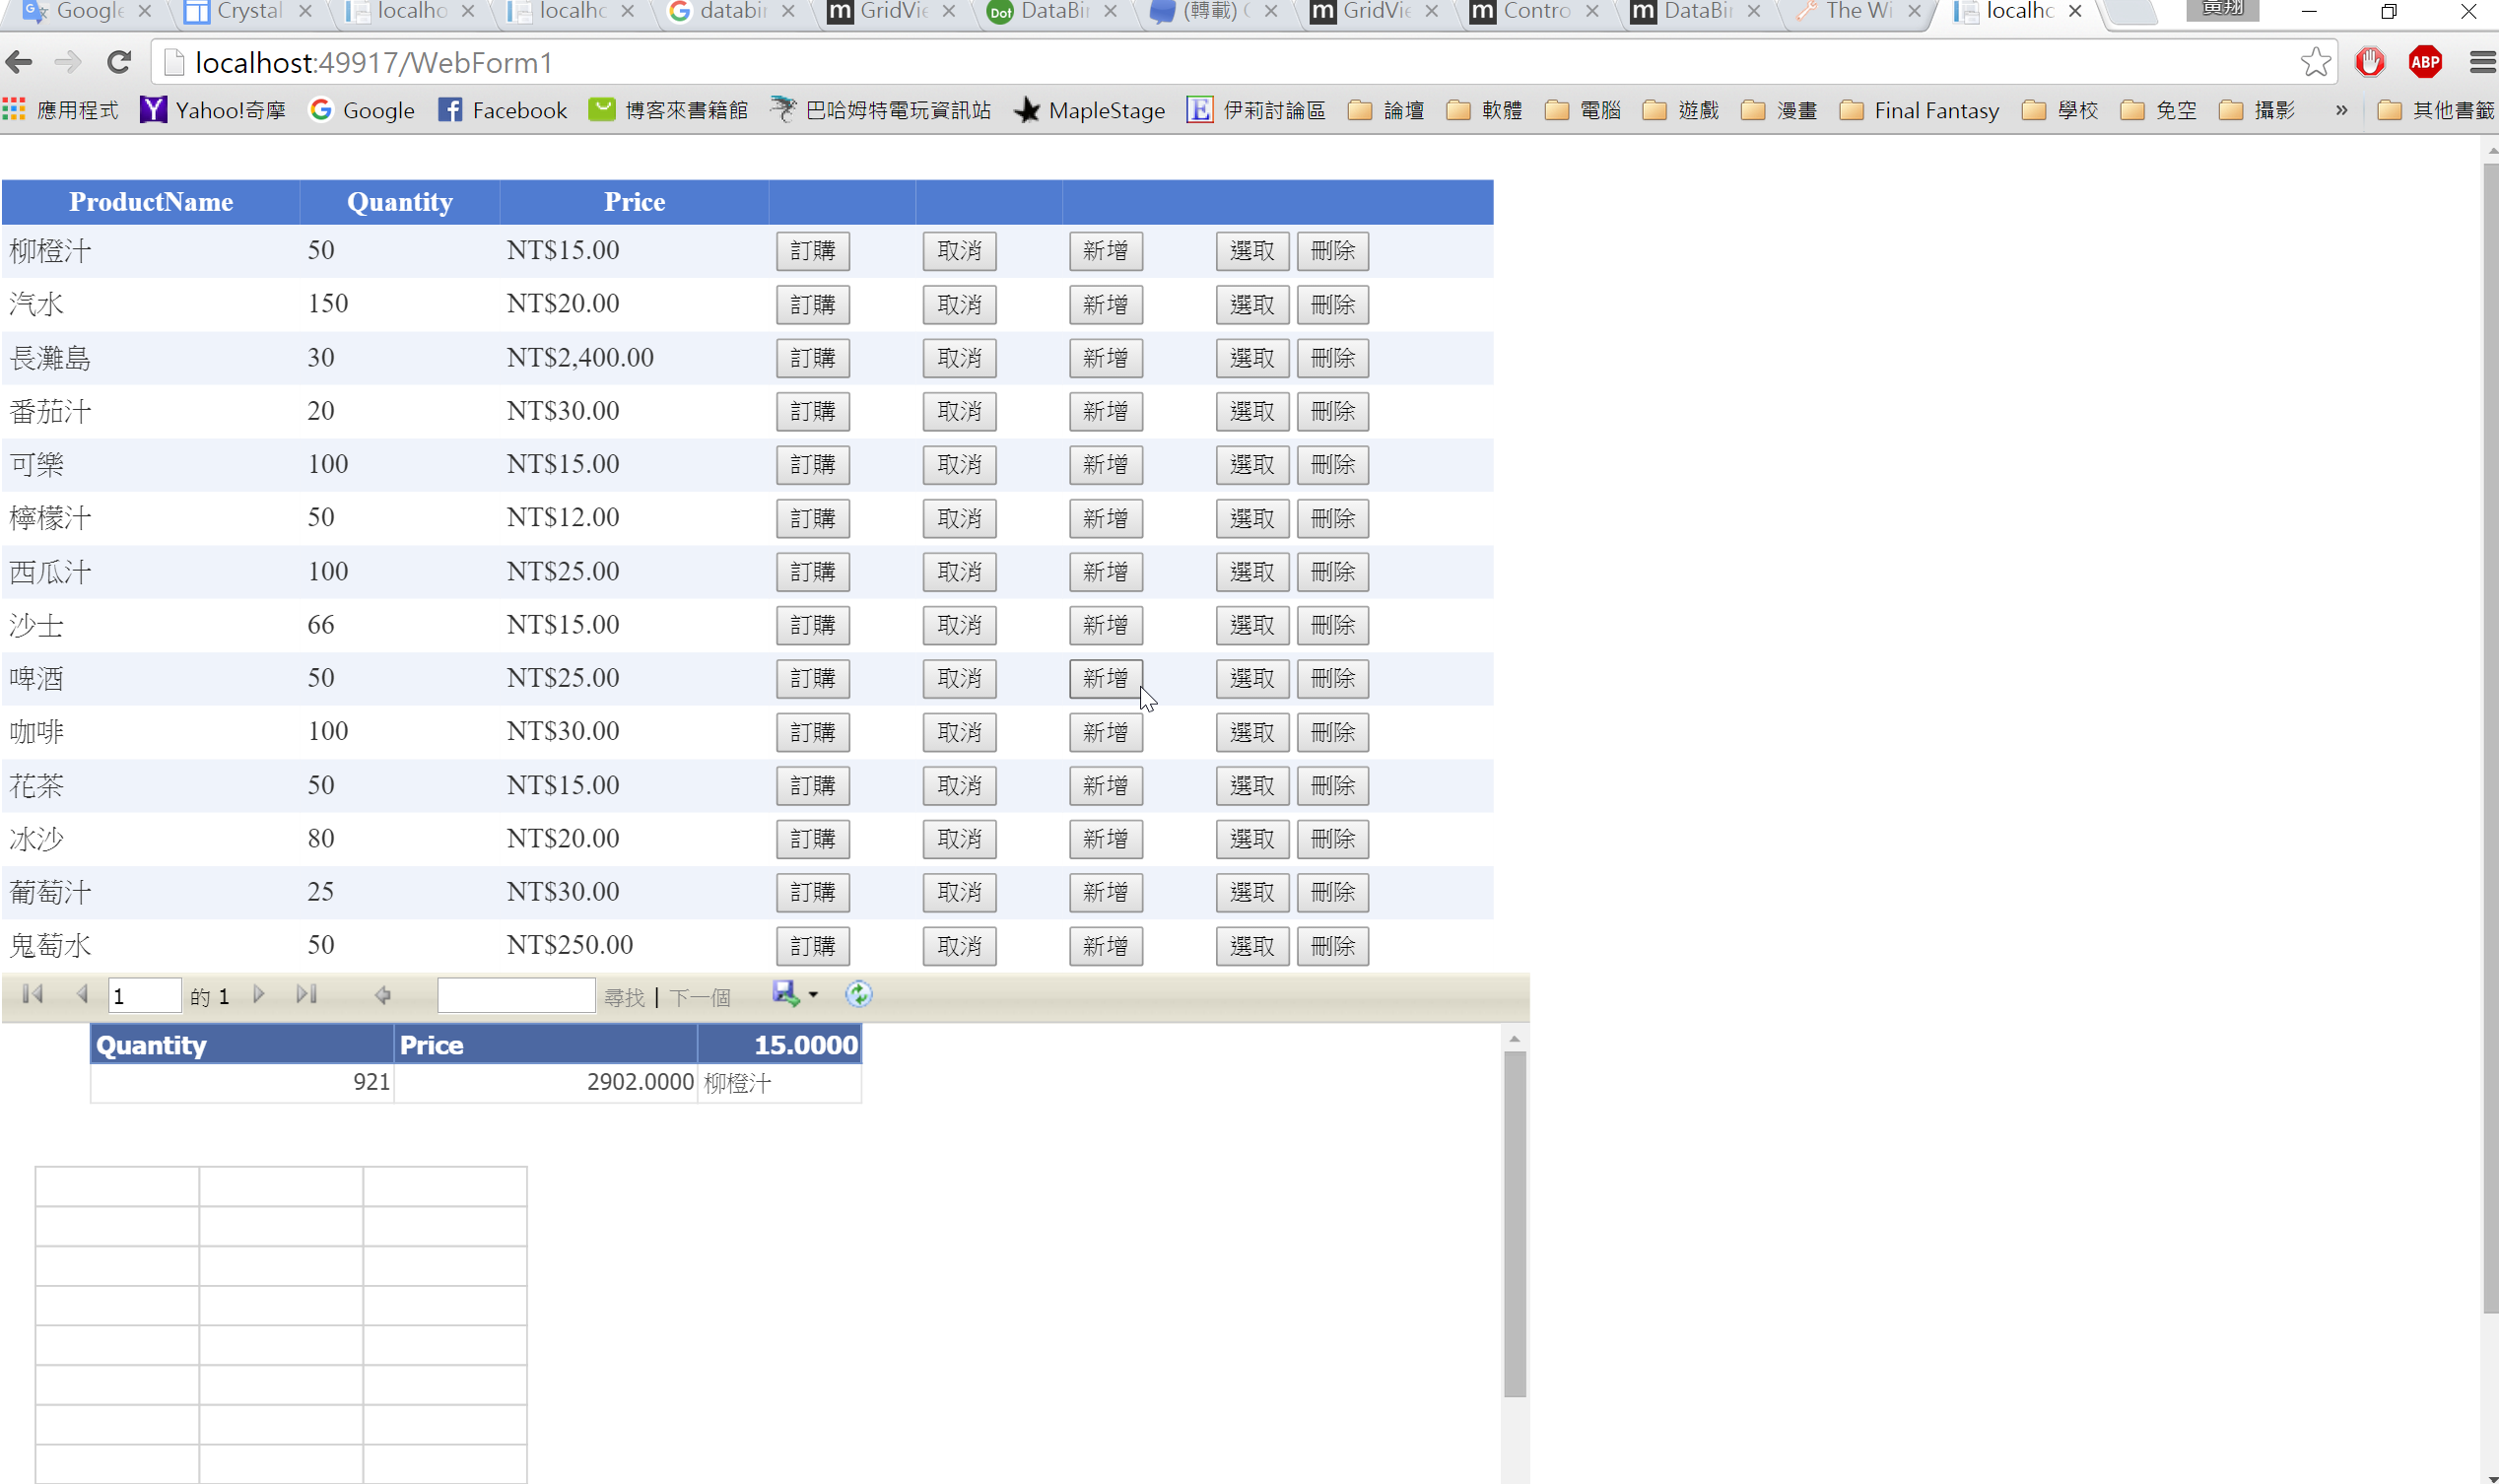 Google Crystal localho localhc databin GridVie DataBin (轉載) GridVie Contro DataBin The Wi localhc 黃翔
localhost:49917/WebForm1 ABP
應用程式 Yahoo!奇摩 Google Facebook 博客來書籍館 巴哈姆特電玩資訊站 MapleStage 伊莉討論區 論壇 軟體 電腦 遊戲 漫畫 Final Fantasy 學校 免空 攝影 » 其他書籤
ProductName Quantity Price
柳橙汁 50 NT$15.00 訂購 取消 新增 選取 刪除
汽水 150 NT$20.00 訂購 取消 新增 選取 刪除
長灘島 30 NT$2,400.00 訂購 取消 新增 選取 刪除
番茄汁 20 NT$30.00 訂購 取消 新增 選取 刪除
可樂 100 NT$15.00 訂購 取消 新增 選取 刪除
檸檬汁 50 NT$12.00 訂購 取消 新增 選取 刪除
西瓜汁 100 NT$25.00 訂購 取消 新增 選取 刪除
沙士 66 NT$15.00 訂購 取消 新增 選取 刪除
啤酒 50 NT$25.00 訂購 取消 新增 選取 刪除
咖啡 100 NT$30.00 訂購 取消 新增 選取 刪除
花茶 50 NT$15.00 訂購 取消 新增 選取 刪除
冰沙 80 NT$20.00 訂購 取消 新增 選取 刪除
葡萄汁 25 NT$30.00 訂購 取消 新增 選取 刪除
鬼萄水 50 NT$250.00 訂購 取消 新增 選取 刪除
1 的 1 尋找 | 下一個
Quantity Price 15.0000
921 2902.0000 柳橙汁